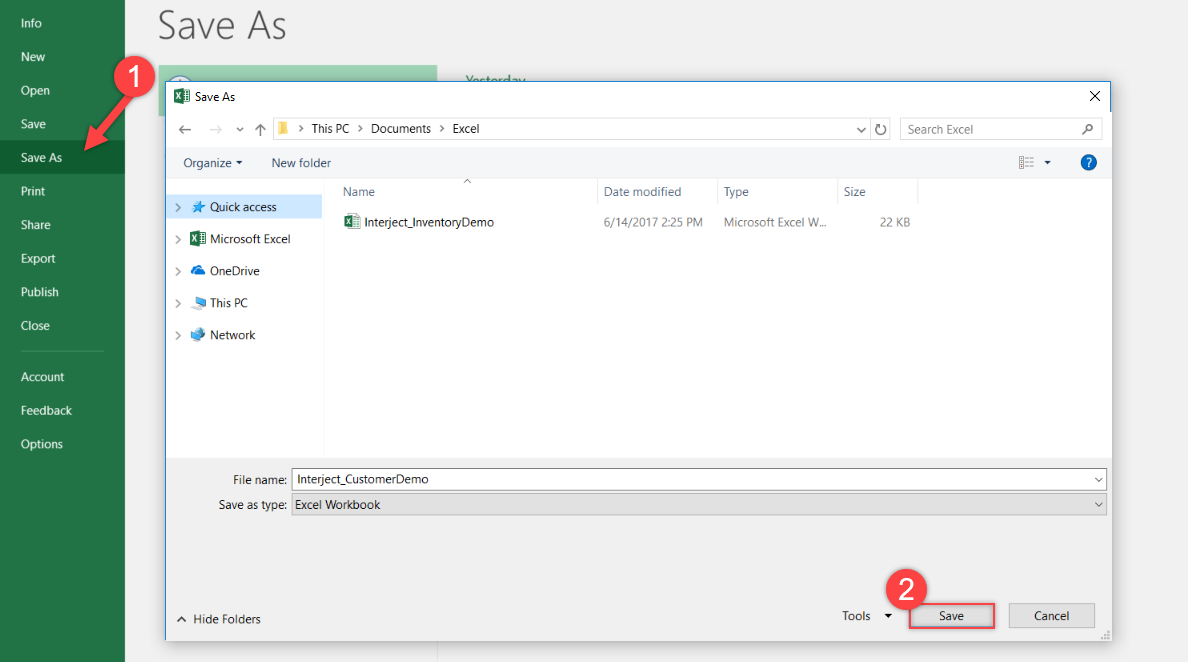 Info
New
Open
Save
Save As
Print
Share
Export
Publish
Close
Account
Feedback
Options
Save As
1
Yesterday
Save As
This PC > Documents > Excel
Search Excel
Organize
New folder
?
Quick access
Microsoft Excel
OneDrive
This PC
Network
Name Date modified Type Size
Interject_InventoryDemo 6/14/2017 2:25 PM Microsoft Excel W... 22 KB
File name: Interject_CustomerDemo
Save as type: Excel Workbook
Hide Folders
2
Tools Save Cancel